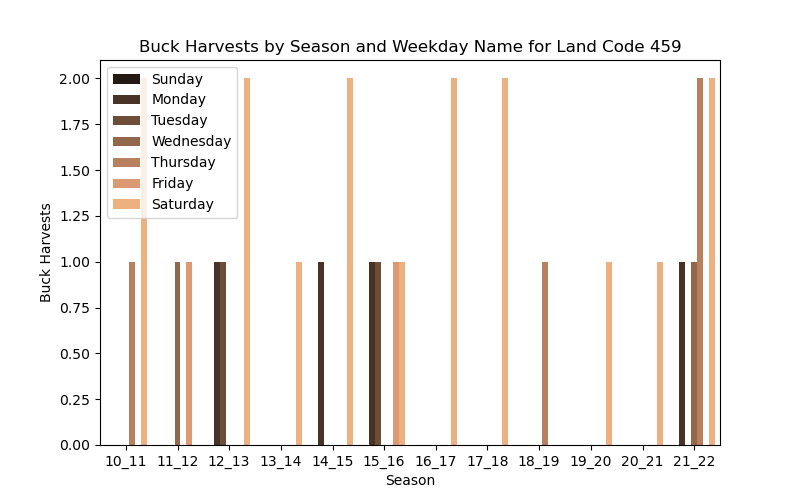 Buck Harvests by Season and Weekday Name for Land Code 459
2.00
1.75
1.50
1.25
1.00
0.75
0.50
0.25
0.00
Buck Harvests
Sunday
Monday
Tuesday
Wednesday
Thursday
Friday
Saturday
10_11 11_12 12_13 13_14 14_15 15_16 16_17 17_18 18_19 19_20 20_21 21_22
Season